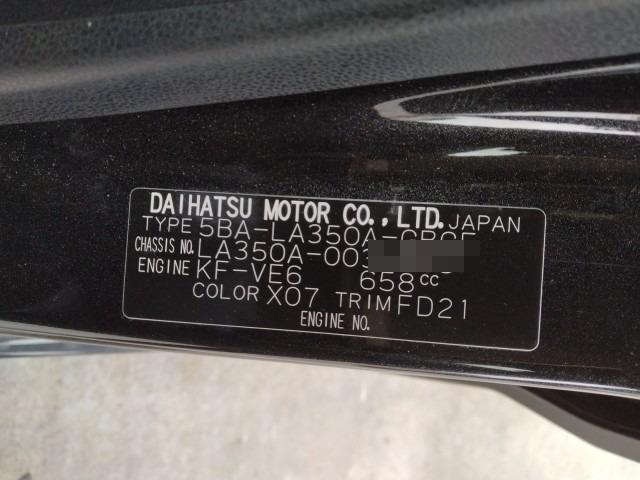 DAIHATSU MOTOR CO., LTD. JAPAN
TYPE 5BA-LA350A-
CHASSIS NO. LA350A-003
ENGINE KF-VE6 658cc
COLOR X07 TRIM FD21
ENGINE NO.